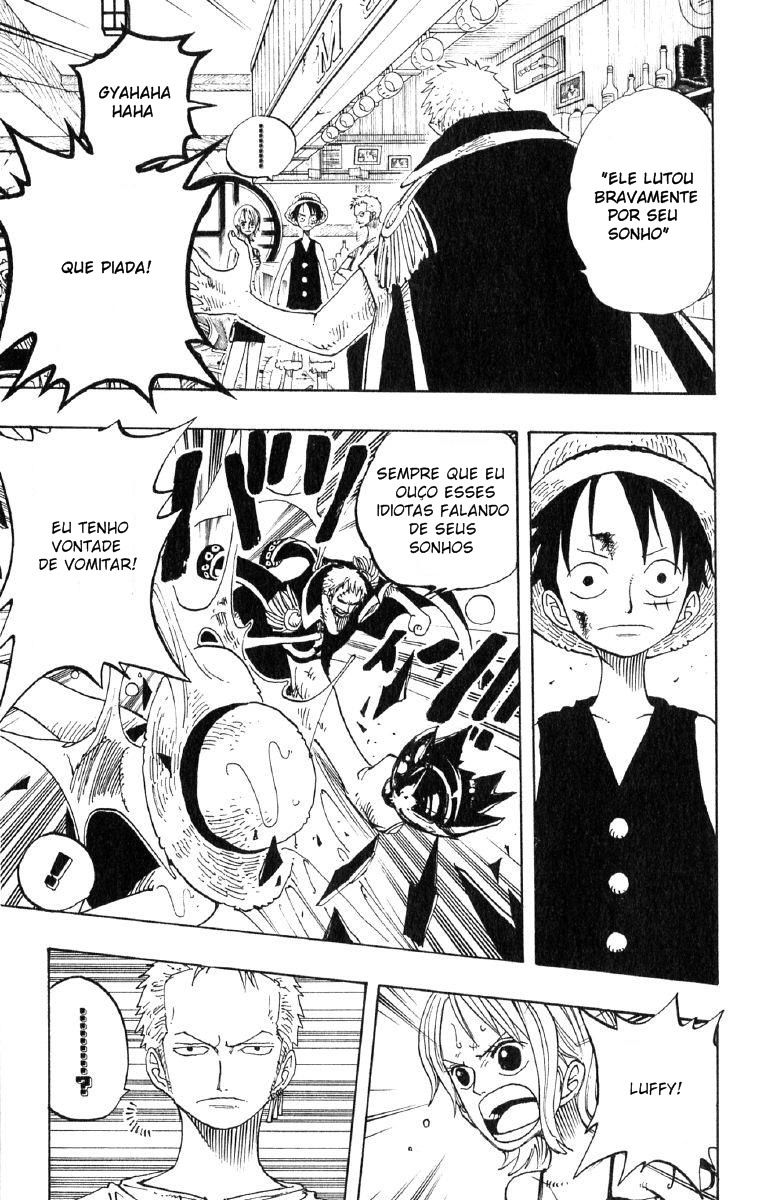 "ELE LUTOU
BRAVAMENTE
POR SEU
SONHO"
GYAHAHA
HAHA
QUE PIADA!
SEMPRE QUE EU
OUÇO ESSES
IDIOTAS FALANDO
DE SEUS
SONHOS
EU TENHO
VONTADE
DE VOMITAR!
!
LUFFY!
..........?